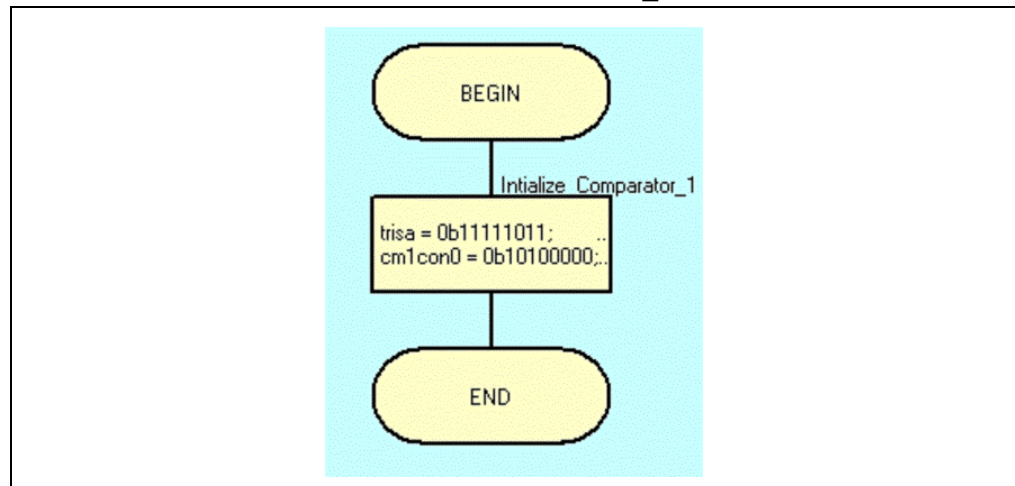 BEGIN
Intialize_Comparator_1
trisa = 0b11111011; ..
cm1con0 = 0b10100000;..
END